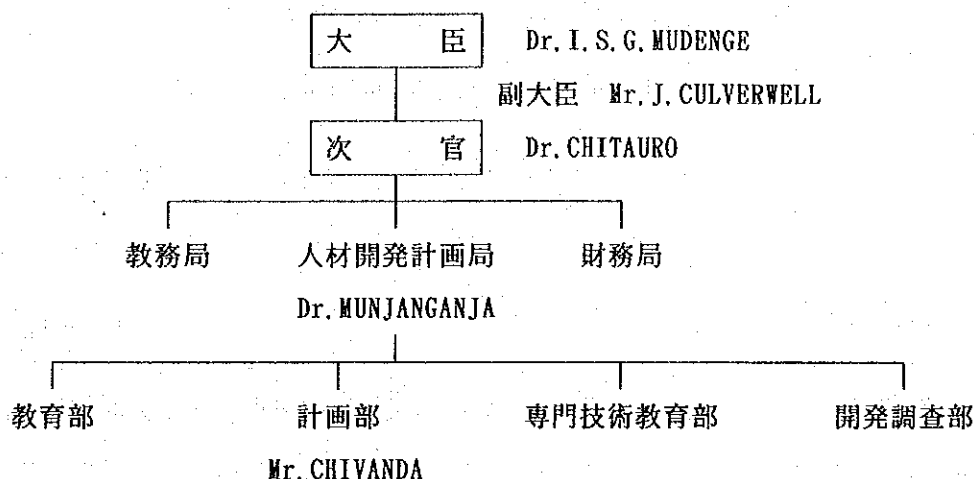 大 臣 Dr. I. S. G. MUDENGE
副大臣 Mr. J. CULVERWELL
次 官 Dr. CHITAURO
教務局 人材開発計画局 財務局
Dr. MUNJANGANJA
教育部 計画部 専門技術教育部 開発調査部
Mr. CHIVANDA